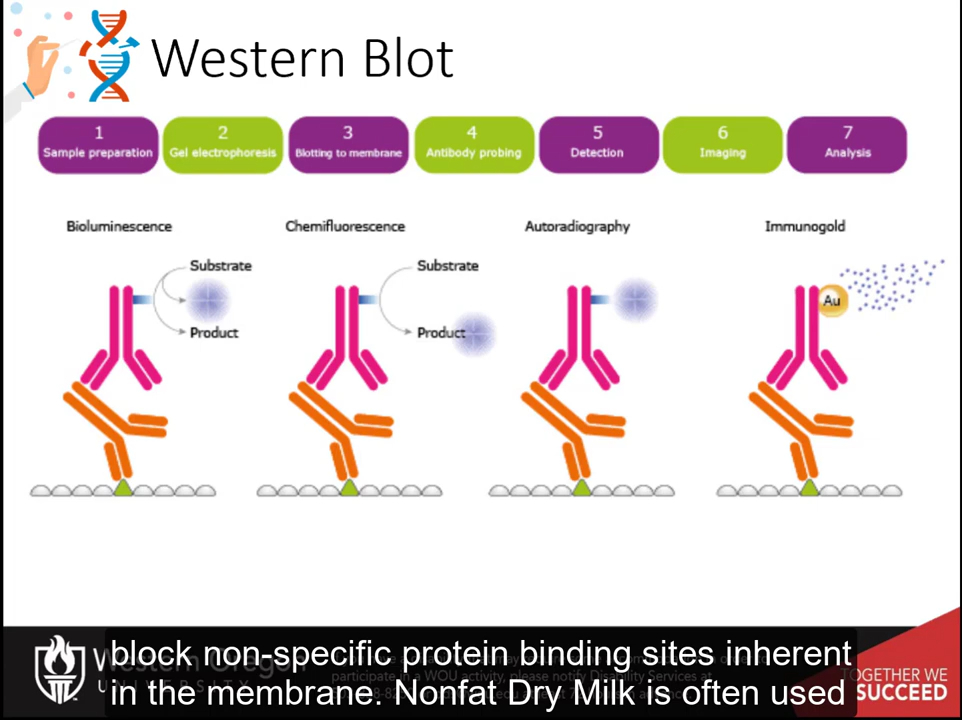 Western Blot
1
Sample preparation
2
Gel electrophoresis
3
Blotting to membrane
4
Antibody probing
5
Detection
6
Imaging
7
Analysis
Bioluminescence
Chemifluorescence
Autoradiography
Immunogold
Substrate
Product
Substrate
Product
Au
block non-specific protein binding sites inherent
in the membrane. Nonfat Dry Milk is often used
TOGETHER WE
SUCCEED